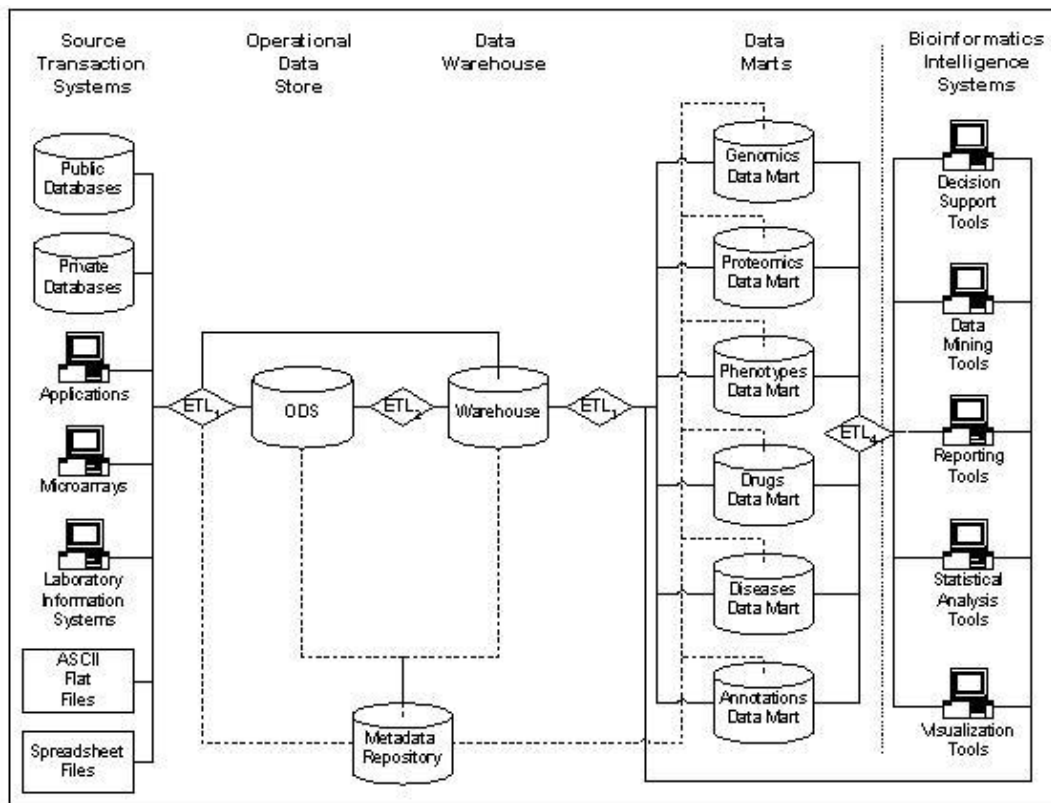 Source
Transaction
Systems
Operational
Data
Store
Data
Warehouse
Data
Marts
Bioinformatics
Intelligence
Systems
Public
Databases
Private
Databases
Applications
Microarrays
Laboratory
Information
Systems
ASCII
Flat
Files
Spreadsheet
Files
ETL1
ODS
ETL2
Warehouse
ETL3
Metadata
Repository
Genomics
Data Mart
Proteomics
Data Mart
Phenotypes
Data Mart
Drugs
Data Mart
Diseases
Data Mart
Annotations
Data Mart
ETL4
Decision
Support
Tools
Data
Mining
Tools
Reporting
Tools
Statistical
Analysis
Tools
Visualization
Tools